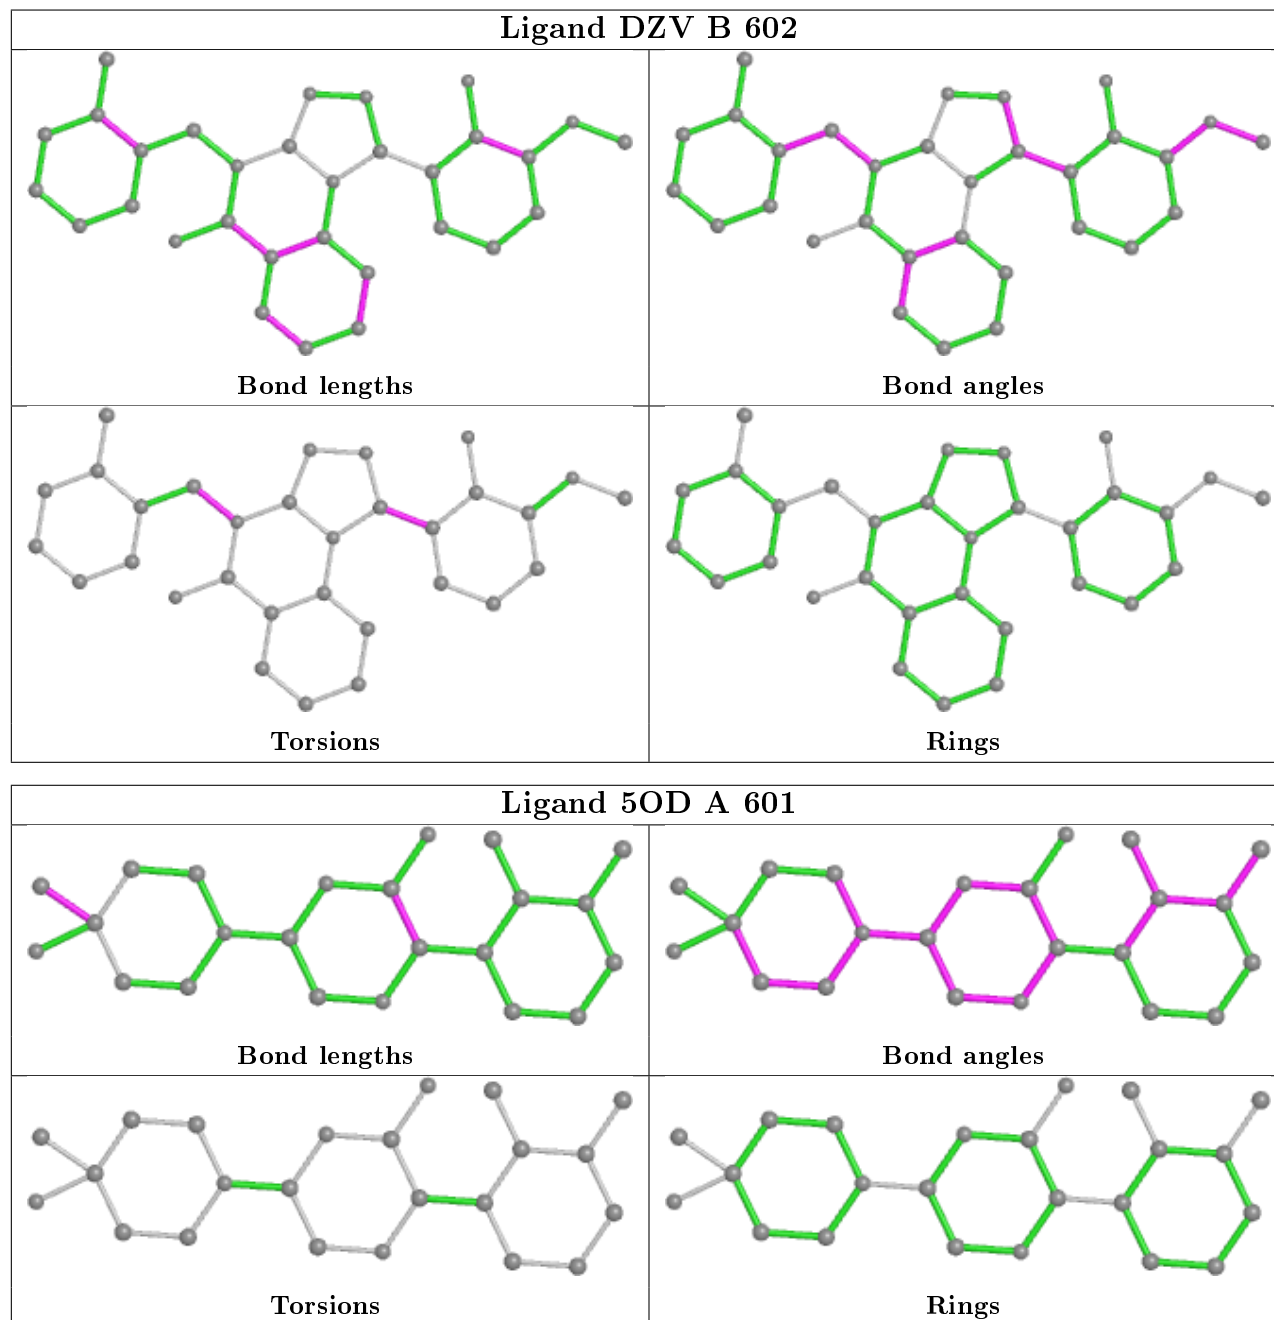 Ligand DZV B 602
Bond lengths
Bond angles
Torsions
Rings
Ligand 5OD A 601
Bond lengths
Bond angles
Torsions
Rings